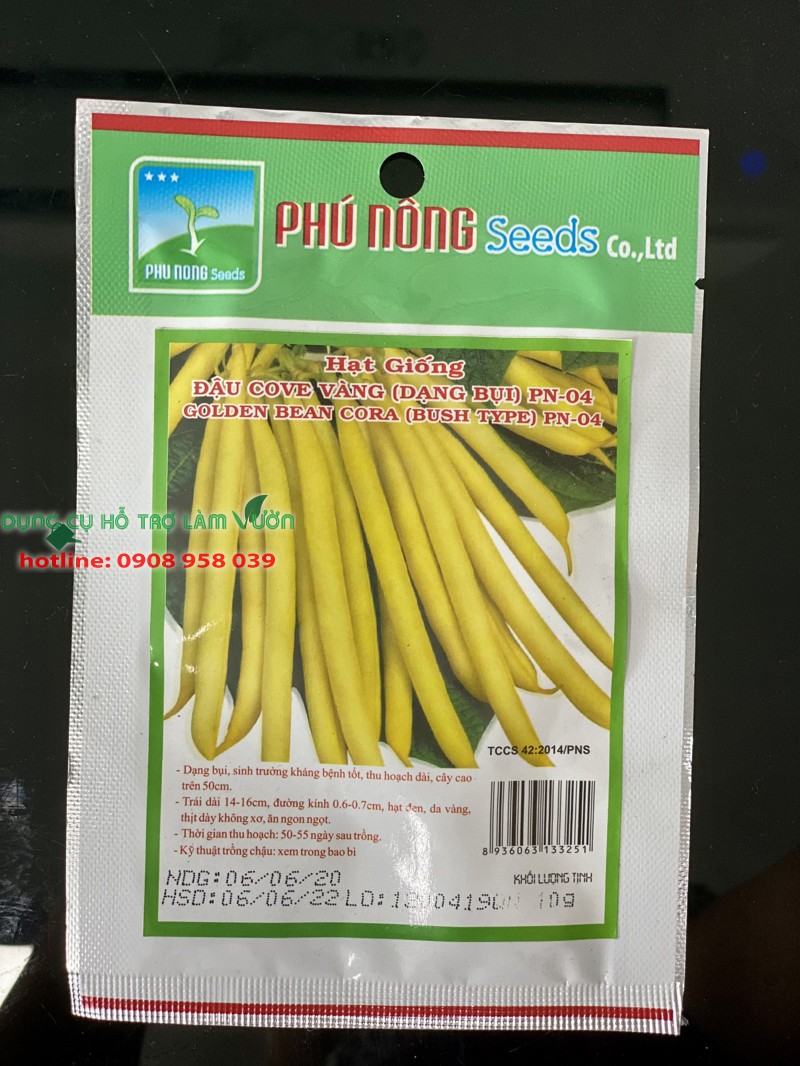 PHÚ NÔNG Seeds Co.,Ltd
PHU NONG Seeds
Hạt Giống
ĐẬU COVE VÀNG (DẠNG BỤI) PN-04
GOLDEN BEAN CORA (BUSH TYPE) PN-04
DỤNG CỤ HỖ TRỢ LÀM VƯỜN
hotline: 0908 958 039
TCCS 42:2014/PNS
- Dạng bụi, sinh trưởng kháng bệnh tốt, thu hoạch dài, cây cao
trên 50cm.
- Trái dài 14-16cm, đường kính 0.6-0.7cm, hạt đen, da vàng,
thịt dày không xơ, ăn ngon ngọt.
- Thời gian thu hoạch: 50-55 ngày sau trồng.
- Kỹ thuật trồng chậu: xem trong bao bì
8 936063 133251
NDG:06/06/20
KHỐI LƯỢNG TỊNH
HSD:06/06/22 LO: 10g